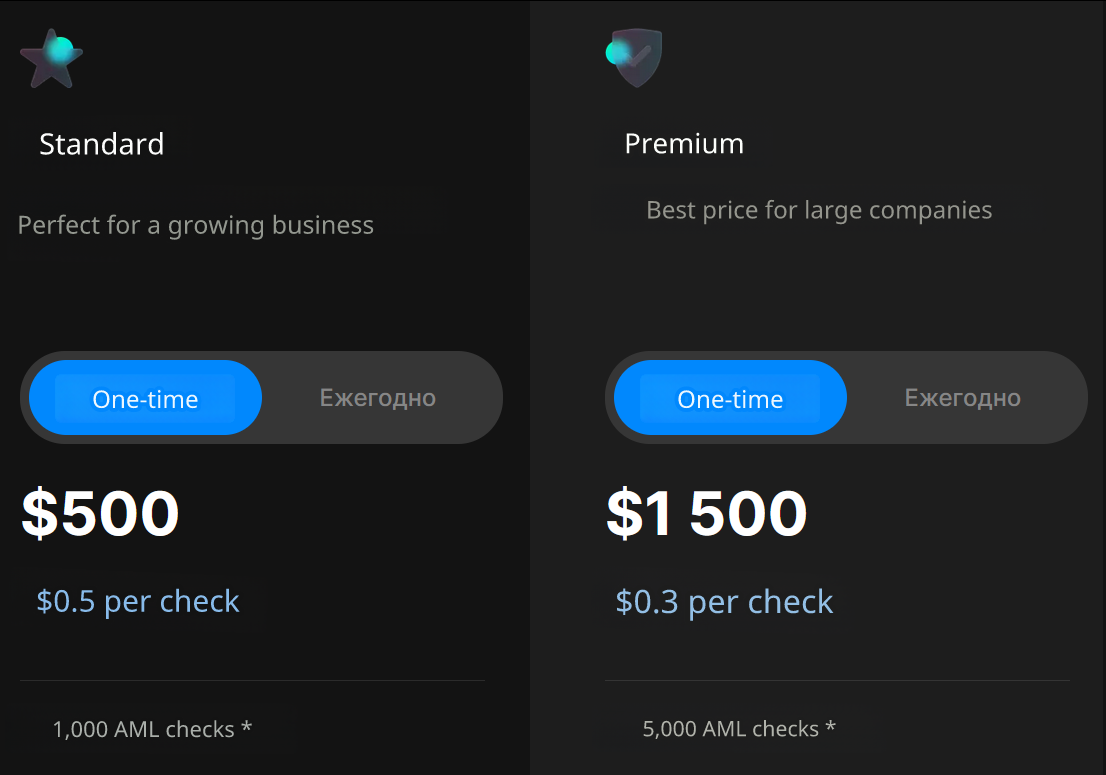 Standard
Perfect for a growing business
One-time
Ежегодно
$500
$0.5 per check
1,000 AML checks *
Premium
Best price for large companies
One-time
Ежегодно
$1 500
$0.3 per check
5,000 AML checks *